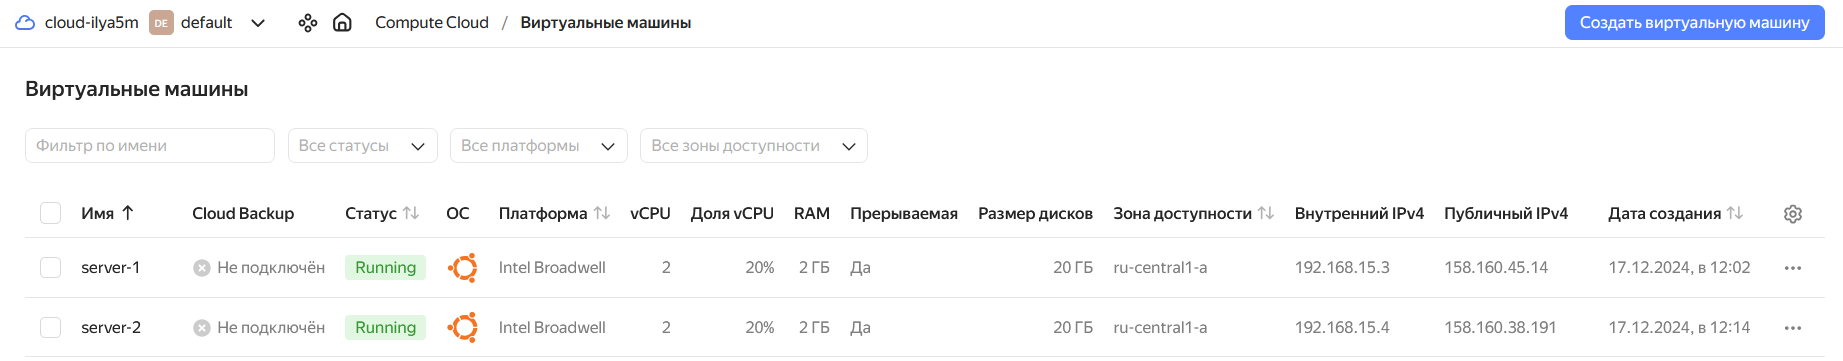 cloud-ilya5m DE default Compute Cloud / Виртуальные машины Создать виртуальную машину
Виртуальные машины
Фильтр по имени Все статусы Все платформы Все зоны доступности
Имя Cloud Backup Статус ОС Платформа vCPU Доля vCPU RAM Прерываемая Размер дисков Зона доступности Внутренний IPv4 Публичный IPv4 Дата создания
server-1 Не подключён Running Intel Broadwell 2 20% 2 ГБ Да 20 ГБ ru-central1-a 192.168.15.3 158.160.45.14 17.12.2024, в 12:02
server-2 Не подключён Running Intel Broadwell 2 20% 2 ГБ Да 20 ГБ ru-central1-a 192.168.15.4 158.160.38.191 17.12.2024, в 12:14